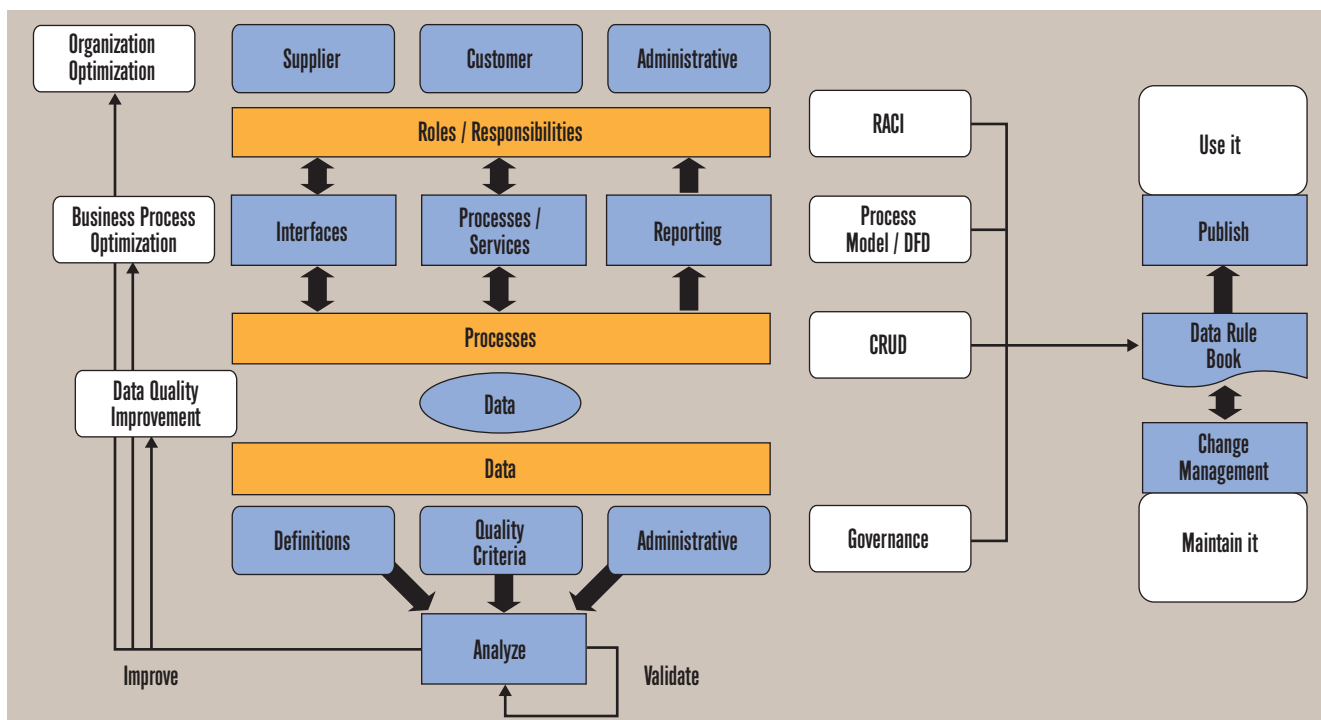 Organization
Optimization
Supplier
Customer
Administrative
Roles / Responsibilities
RACI
Use it
Business Process
Optimization
Interfaces
Processes /
Services
Reporting
Process
Model / DFD
Publish
Processes
CRUD
Data Rule
Book
Data Quality
Improvement
Data
Data
Change
Management
Definitions
Quality
Criteria
Administrative
Governance
Maintain it
Analyze
Improve
Validate